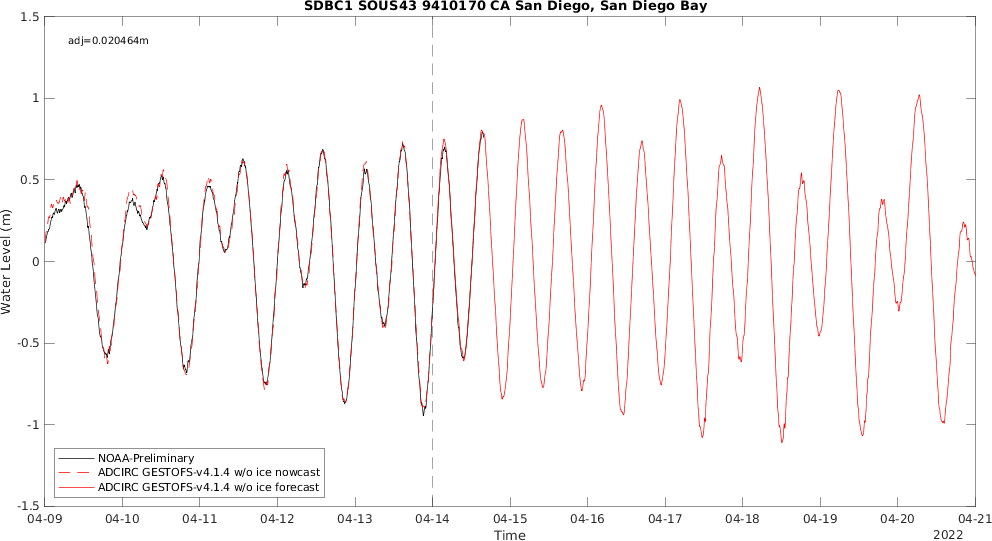 SDBC1 SOUS43 9410170 CA San Diego, San Diego Bay
adj=0.020464m
Water Level (m)
1.5
1
0.5
0
-0.5
-1
-1.5
NOAA-Preliminary
ADCIRC GESTOFS-v4.1.4 w/o ice nowcast
ADCIRC GESTOFS-v4.1.4 w/o ice forecast
04-09 04-10 04-11 04-12 04-13 04-14 04-15 04-16 04-17 04-18 04-19 04-20 04-21
Time
2022